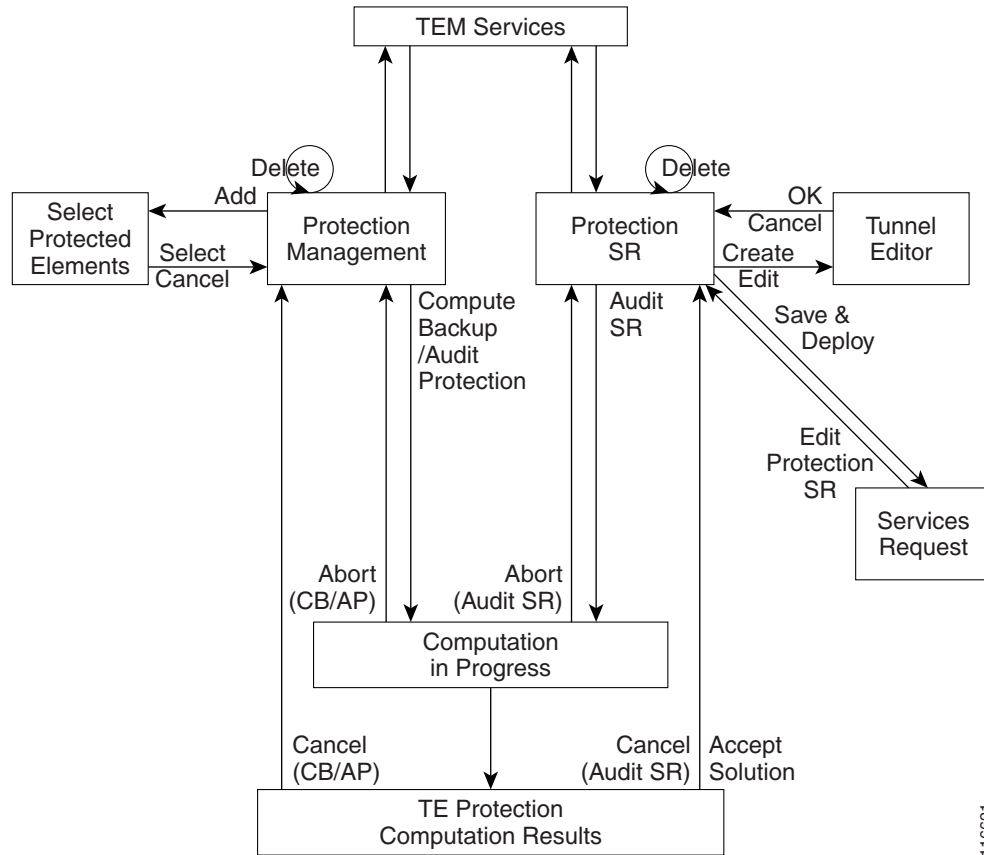 TEM Services
Delete
Delete
Add
OK
Select
Protected
Elements
Protection
Management
Protection
SR
Cancel
Tunnel
Editor
Select
Cancel
Create
Edit
Compute
Backup
/Audit
Protection
Audit
SR
Save &
Deploy
Edit
Protection
SR
Services
Request
Abort
(CB/AP)
Abort
(Audit SR)
Computation
in Progress
Cancel
(CB/AP)
Cancel
(Audit SR)
Accept
Solution
TE Protection
Computation Results